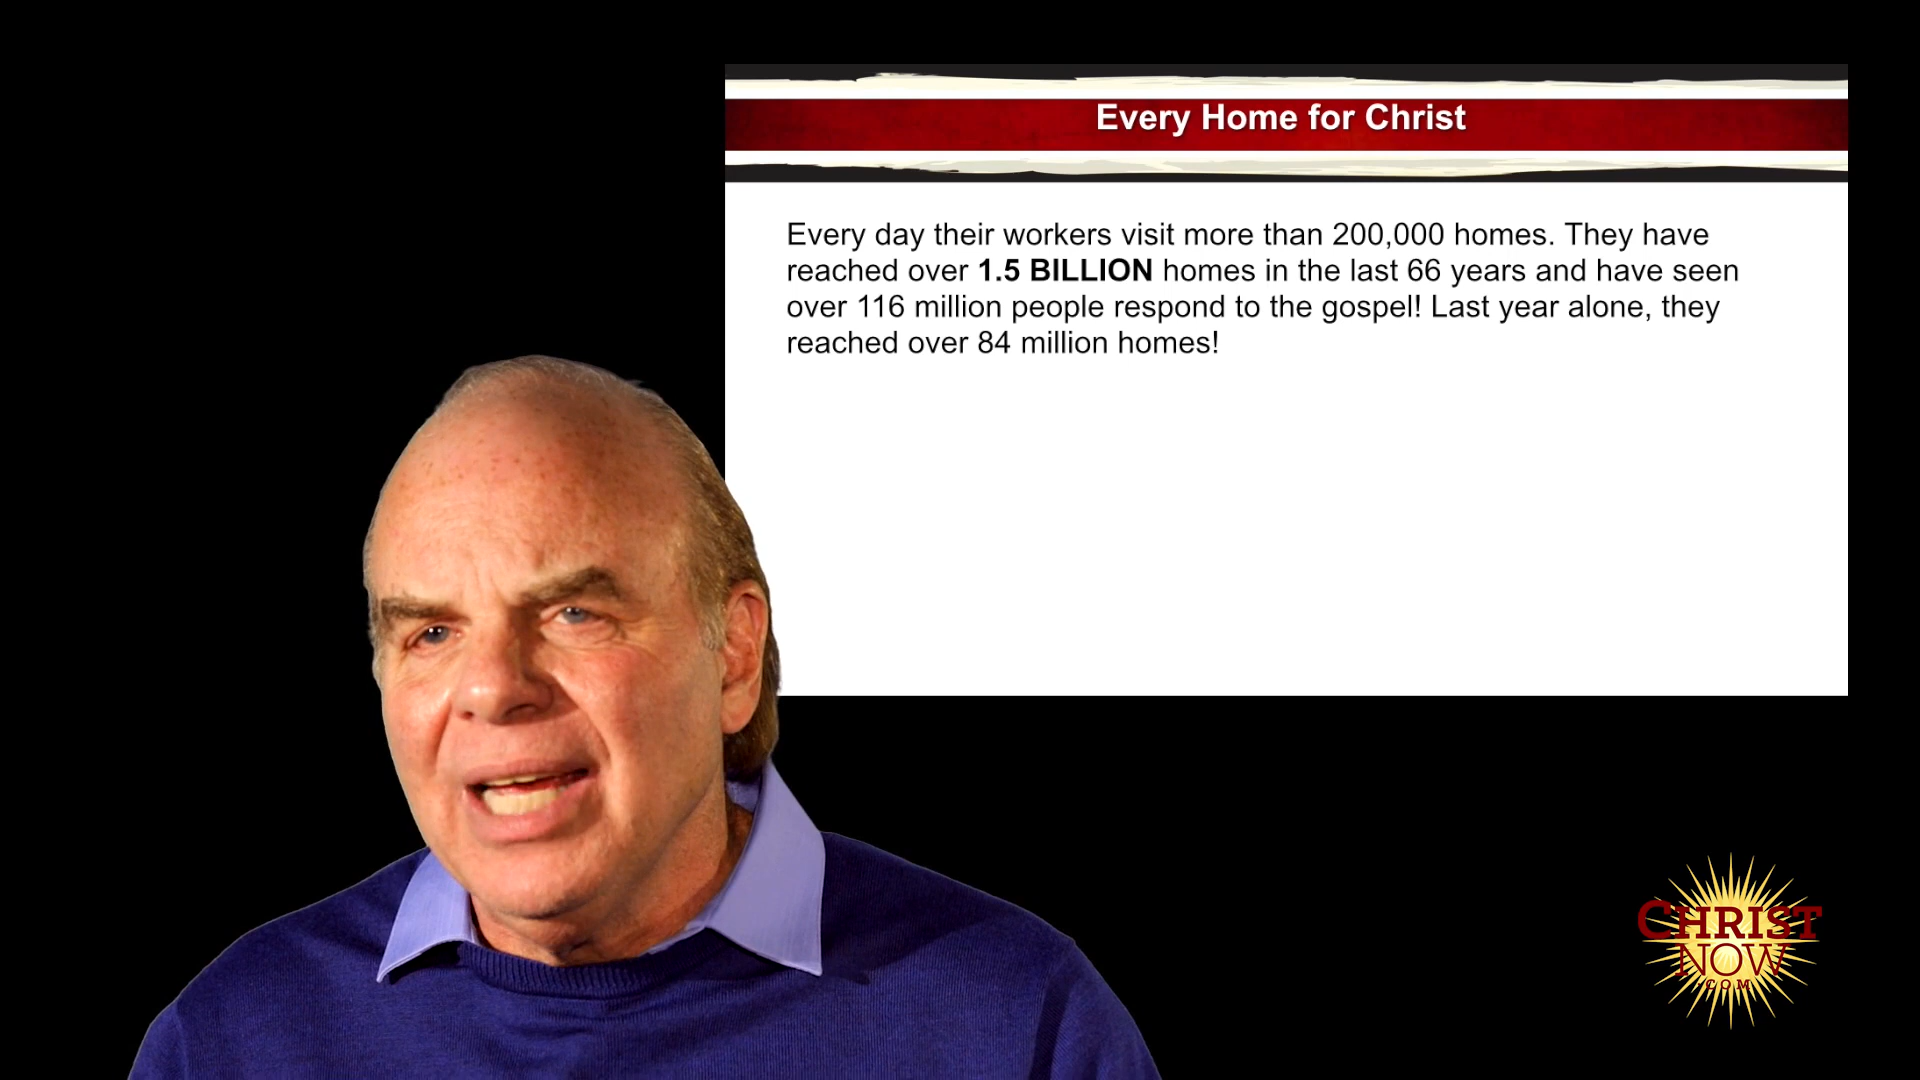 Every Home for Christ
Every day their workers visit more than 200,000 homes. They have
reached over 1.5 BILLION homes in the last 66 years and have seen
over 116 million people respond to the gospel! Last year alone, they
reached over 84 million homes!
CHRIST
NOW
.COM